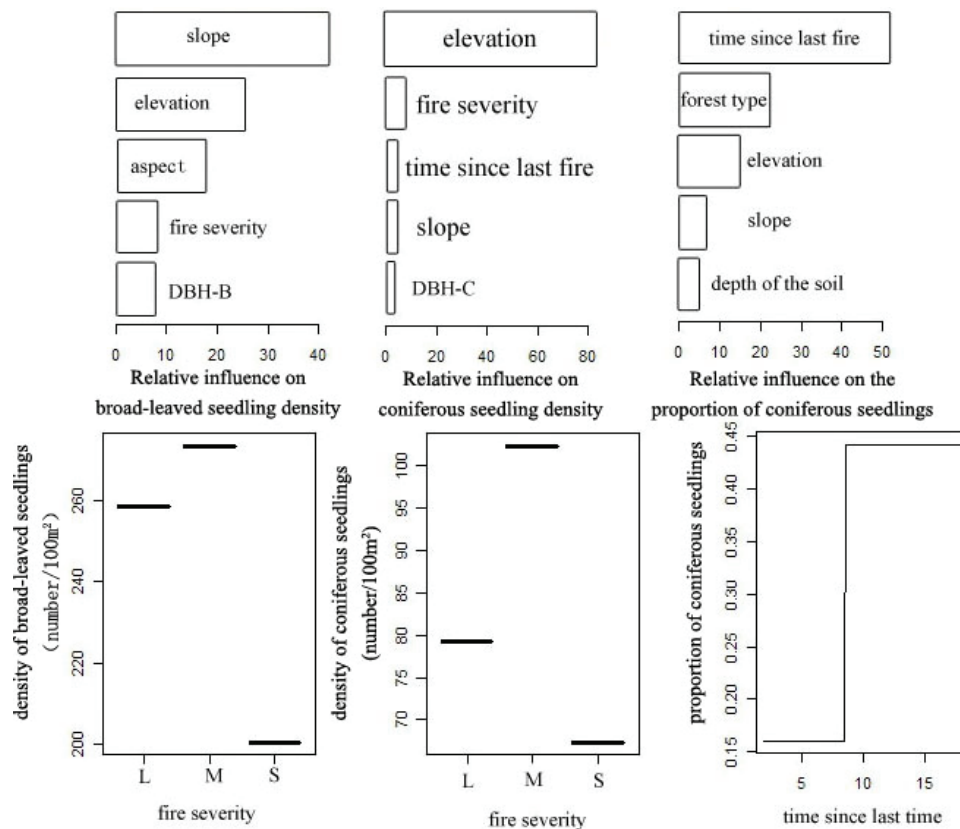 slope
elevation
aspect
fire severity
DBH-B
0 10 20 30 40
Relative influence on
broad-leaved seedling density
elevation
fire severity
time since last fire
slope
DBH-C
0 20 40 60 80
Relative influence on
coniferous seedling density
time since last fire
forest type
elevation
slope
depth of the soil
0 10 20 30 40 50
Relative influence on the
proportion of coniferous seedlings
density of broad-leaved seedlings
(number/100m²)
260
240
220
200
L M S
fire severity
density of coniferous seedlings
(number/100m²)
100
95
90
85
80
75
70
L M S
fire severity
proportion of coniferous seedlings
0.45
0.40
0.35
0.30
0.25
0.20
0.15
5 10 15
time since last time